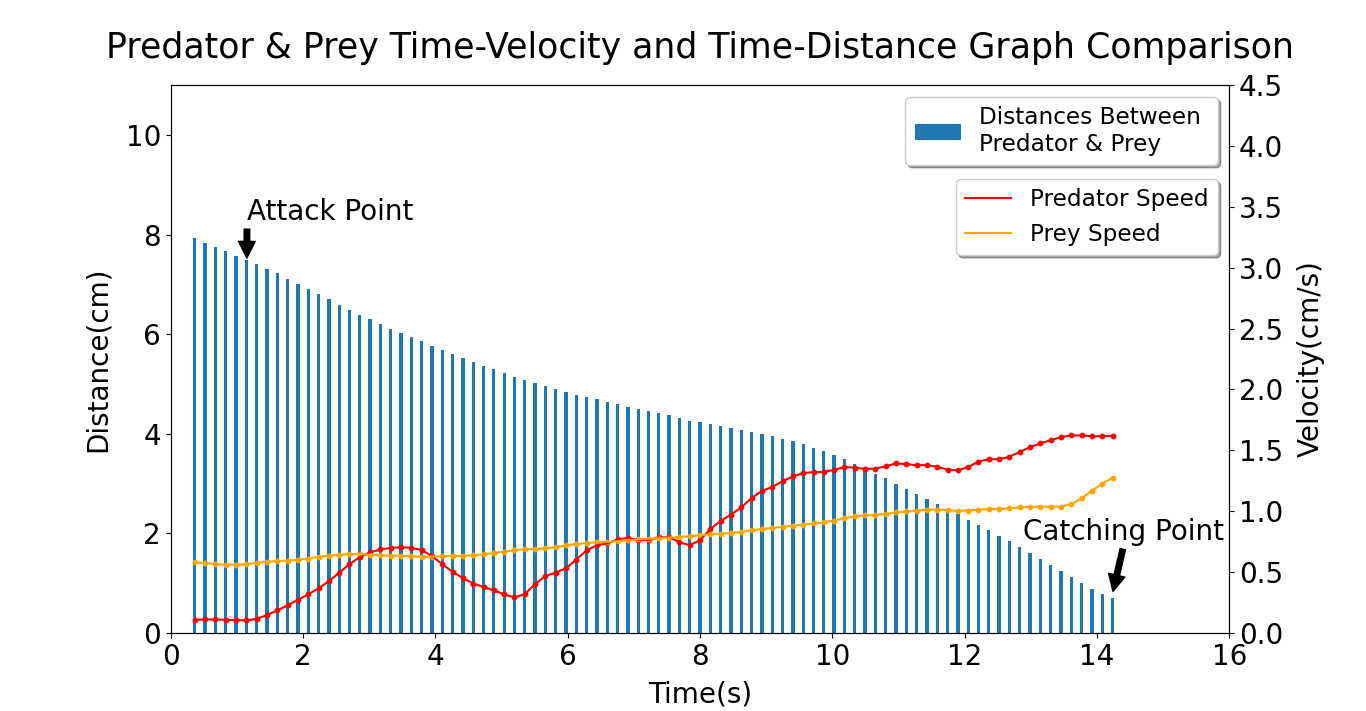 Predator & Prey Time-Velocity and Time-Distance Graph Comparison
Distances Between
Predator & Prey
Predator Speed
Prey Speed
Attack Point
Catching Point
Distance(cm)
10
8
6
4
2
0
Velocity(cm/s)
4.5
4.0
3.5
3.0
2.5
2.0
1.5
1.0
0.5
0.0
0 2 4 6 8 10 12 14 16
Time(s)